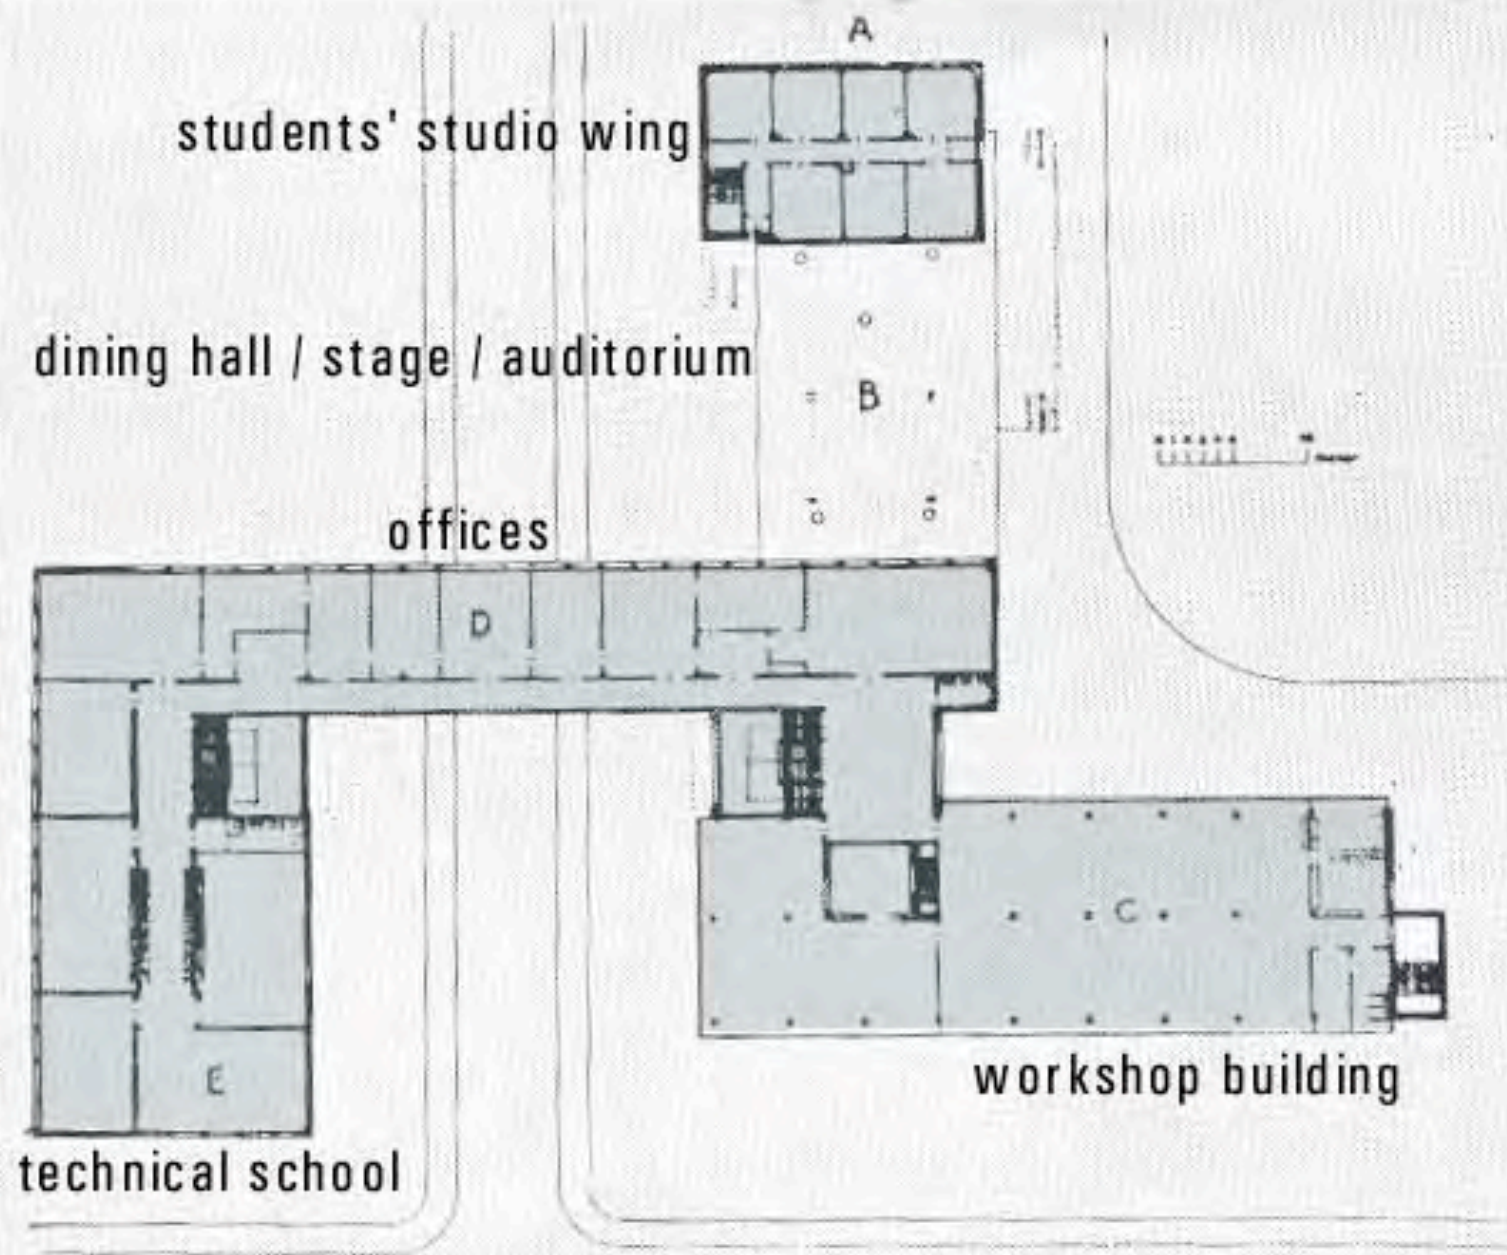 A
students' studio wing
dining hall / stage / auditorium
B
offices
D
C
workshop building
E
technical school